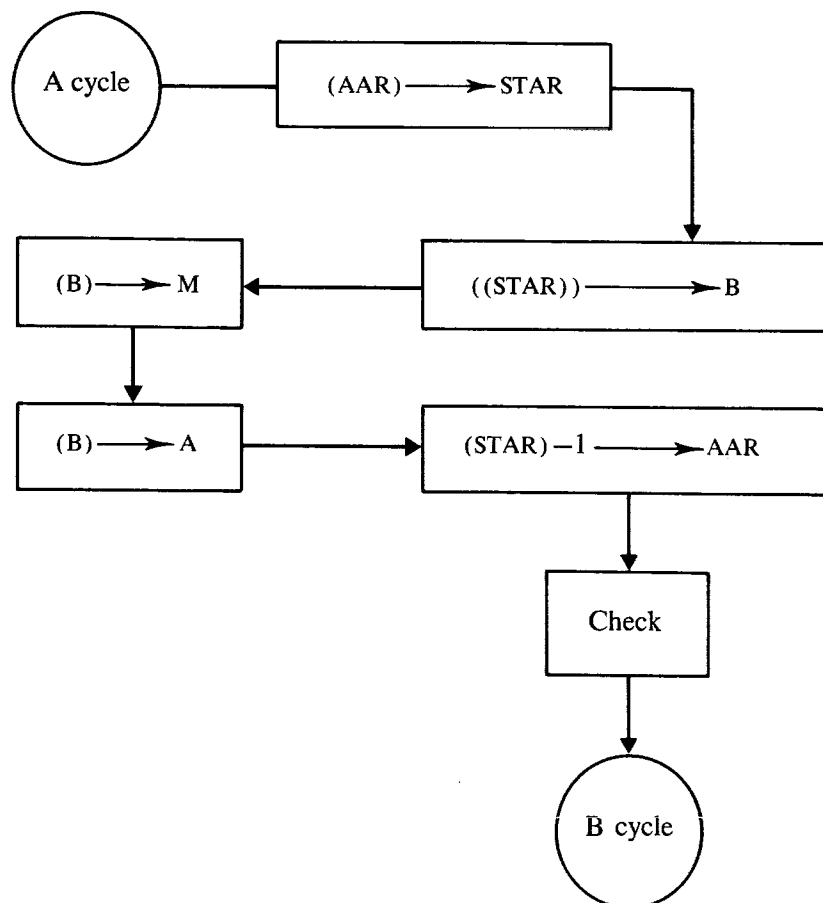 A cycle
(AAR) ⟶ STAR
((STAR)) ⟶ B
(B) ⟶ M
(B) ⟶ A
(STAR) −1 ⟶ AAR
Check
B cycle